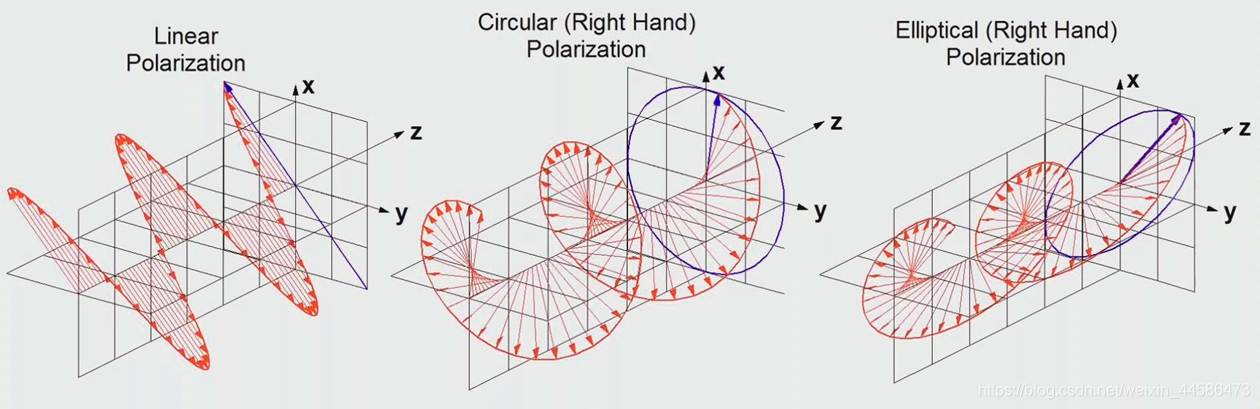 Linear
Polarization
Circular (Right Hand)
Polarization
Elliptical (Right Hand)
Polarization
x
z
y
x
z
y
x
z
y
https://blog.csdn.net/weixin_44586473